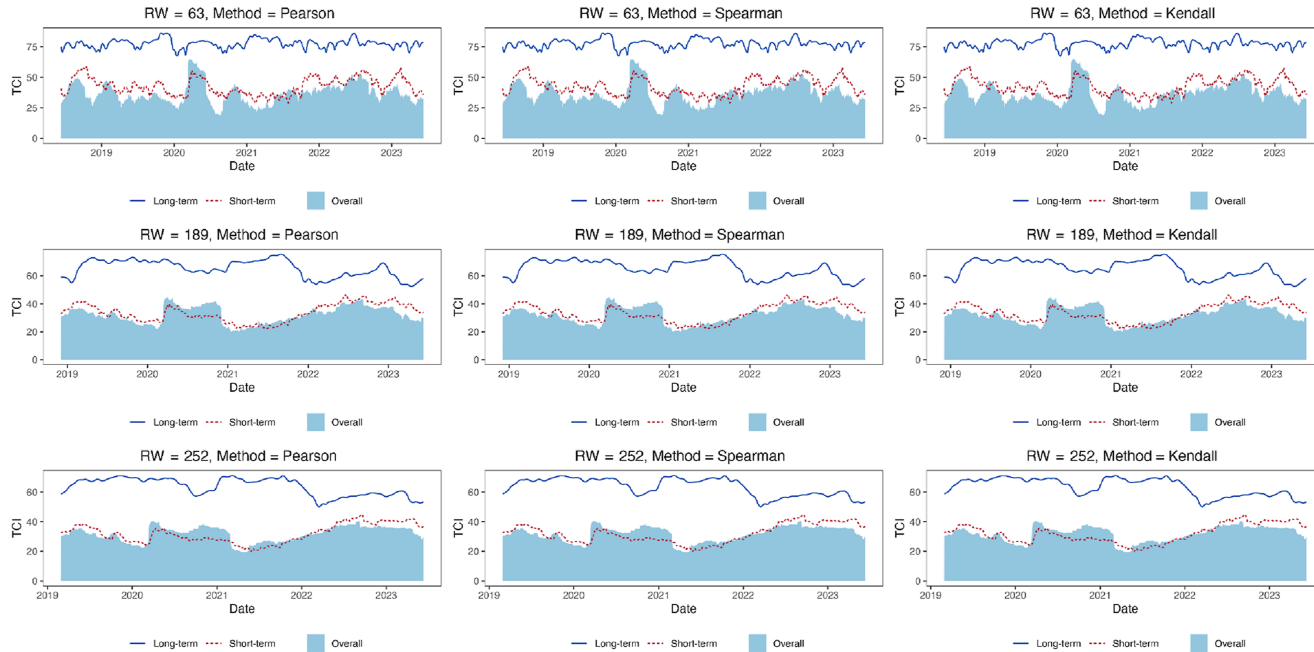 RW = 63, Method = Pearson
RW = 63, Method = Spearman
RW = 63, Method = Kendall
TCI
75
50
25
0
2019 2020 2021 2022 2023
Date
Long-term Short-term Overall
TCI
75
50
25
0
2019 2020 2021 2022 2023
Date
Long-term Short-term Overall
TCI
75
50
25
0
2019 2020 2021 2022 2023
Date
Long-term Short-term Overall
RW = 189, Method = Pearson
RW = 189, Method = Spearman
RW = 189, Method = Kendall
TCI
60
40
20
0
2019 2020 2021 2022 2023
Date
Long-term Short-term Overall
TCI
60
40
20
0
2019 2020 2021 2022 2023
Date
Long-term Short-term Overall
TCI
60
40
20
0
2019 2020 2021 2022 2023
Date
Long-term Short-term Overall
RW = 252, Method = Pearson
RW = 252, Method = Spearman
RW = 252, Method = Kendall
TCI
60
40
20
0
2019 2020 2021 2022 2023
Date
Long-term Short-term Overall
TCI
60
40
20
0
2019 2020 2021 2022 2023
Date
Long-term Short-term Overall
TCI
60
40
20
0
2019 2020 2021 2022 2023
Date
Long-term Short-term Overall